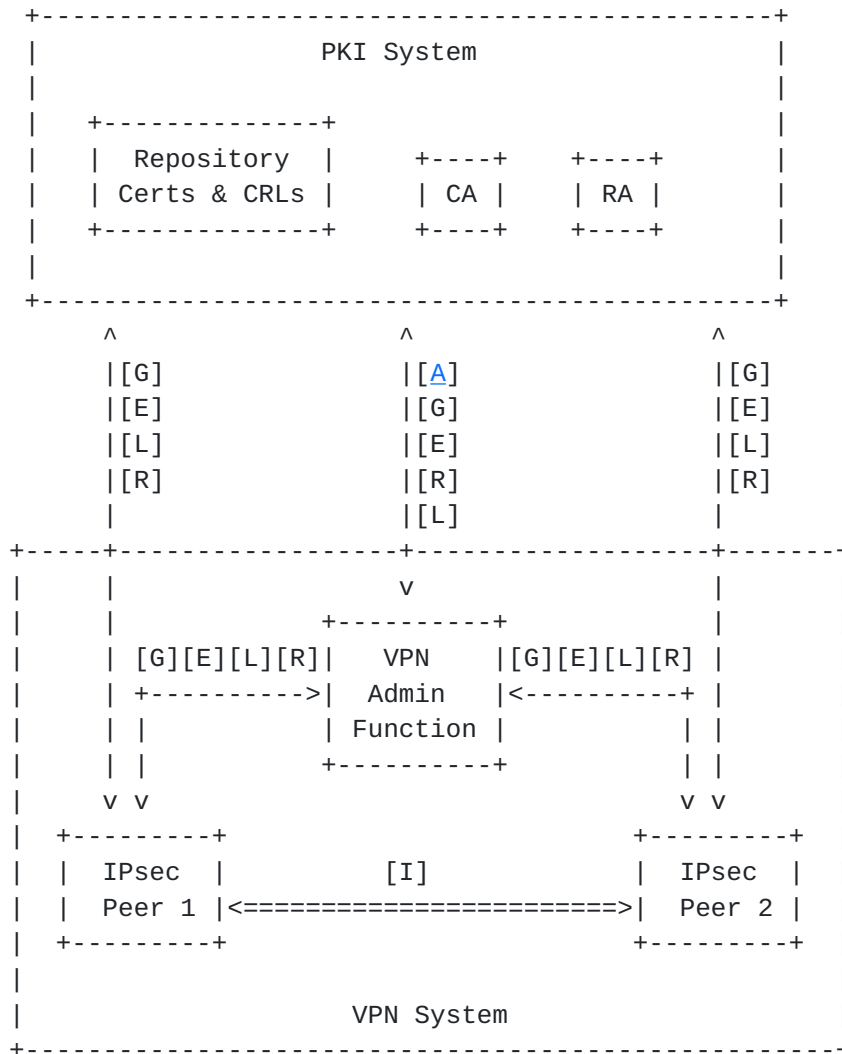 +-----------------------------------------------+
|                  PKI System                   |
|                                               |
|   +--------------+                            |
|   |  Repository  |     +----+    +----+       |
|   | Certs & CRLs |     | CA |    | RA |       |
|   +--------------+     +----+    +----+       |
|                                               |
+-----------------------------------------------+
^                  ^                   ^
|[G]               |[A]                |[G]
|[E]               |[G]                |[E]
|[L]               |[E]                |[L]
|[R]               |[R]                |[R]
|                  |[L]                |
+-----+------------------+-------------------+-------+
|     |                  v                   |
|     |             +----------+             |
|     | [G][E][L][R]|   VPN    |[G][E][L][R] |
|     | +---------->|  Admin   |<----------+ |
|     | |           | Function |           | |
|     | |           +----------+           | |
|     v v                                  v v
|  +---------+                          +---------+
|  |  IPsec  |          [I]             |  IPsec  |
|  |  Peer 1 |<========================>|  Peer 2 |
|  +---------+                          +---------+
|
|                     VPN System
+----------------------------------------------------+